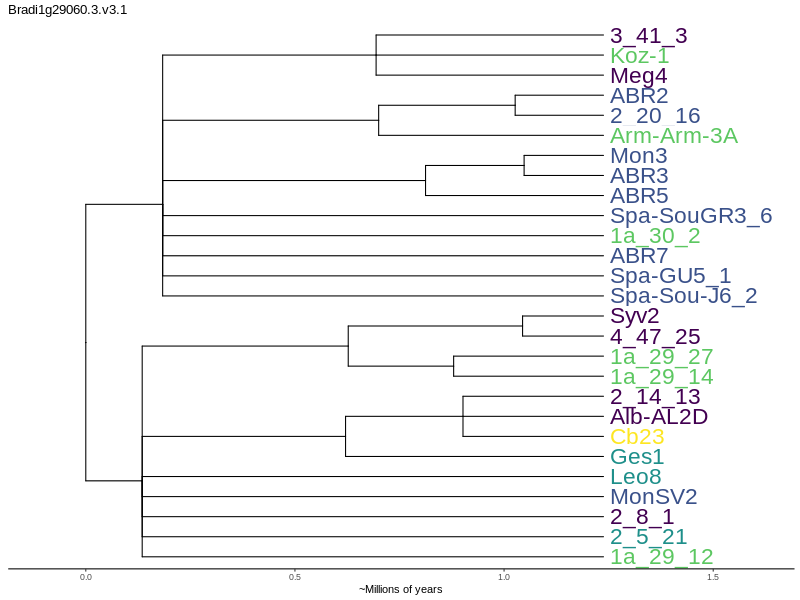 Bradi1g29060.3.v3.1
3_41_3
Koz-1
Meg4
ABR2
2_20_16
Arm-Arm-3A
Mon3
ABR3
ABR5
Spa-SouGR3_6
1a_30_2
ABR7
Spa-GU5_1
Spa-Sou-J6_2
Syv2
4_47_25
1a_29_27
1a_29_14
2_14_13
Alb-AL2D
Cb23
Ges1
Leo8
MonSV2
2_8_1
2_5_21
1a_29_12
0.0 0.5 1.0 1.5
~Millions of years